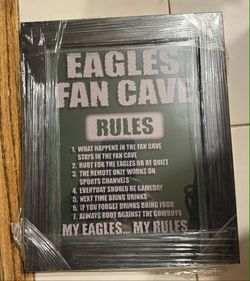 EAGLES
FAN CAVE
RULES
1. WHAT HAPPENS IN THE FAN CAVE
STAYS IN THE FAN CAVE
2. ROOT FOR THE EAGLES OR BE QUIET
3. THE REMOTE ONLY WORKS ON
SPORTS CHANNELS
4. EVERYDAY SHOULD BE GAMEDAY
5. NEXT TIME BRING DRINKS
6. IF YOU FORGET DRINKS BRING FOOD
7. ALWAYS ROOT AGAINST THE COWBOYS
MY EAGLES... MY RULES